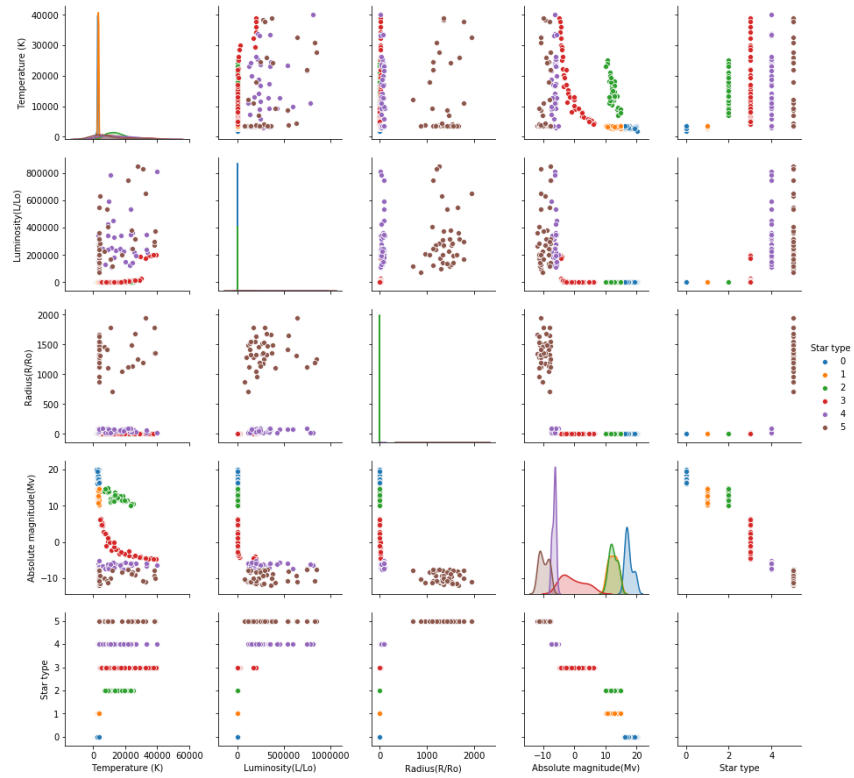 Temperature (K)
40000
30000
20000
10000
0
Luminosity(L/Lo)
800000
600000
400000
200000
0
Radius(R/Ro)
2000
1500
1000
500
0
Star type
0
1
2
3
4
5
Absolute magnitude(Mv)
20
10
0
−10
Star type
5
4
3
2
1
0
0 20000 40000 60000
0 500000 1000000
0 1000 2000
−10 0 10 20
0 2 4
Temperature (K) Luminosity(L/Lo) Radius(R/Ro) Absolute magnitude(Mv) Star type